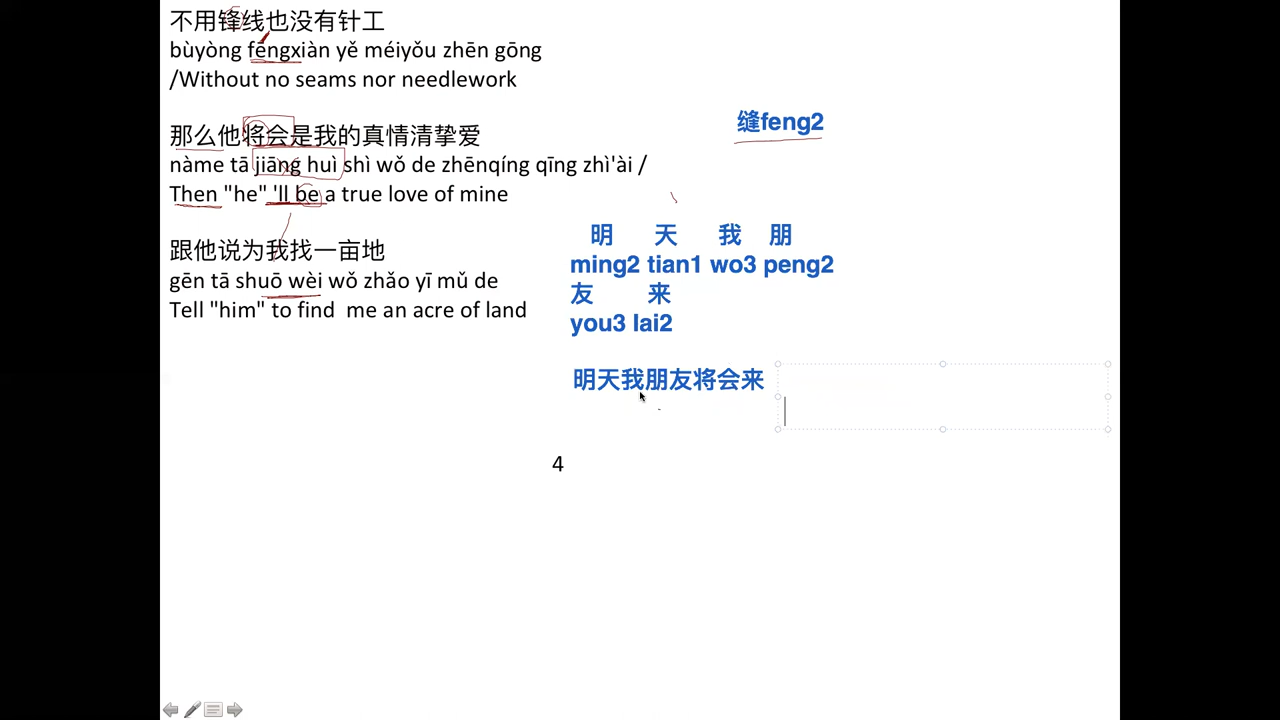 不用锋线也没有针工
bùyòng fēngxiàn yě méiyǒu zhēn gōng
/Without no seams nor needlework
那么他将会是我的真情清挚爱
nàme tā jiāng huì shì wǒ de zhēnqíng qīng zhì'ài /
Then "he" 'll be a true love of mine
跟他说为我找一亩地
gēn tā shuō wèi wǒ zhǎo yī mǔ de
Tell "him" to find  me an acre of land
缝feng2
明 天 我 朋
ming2 tian1 wo3 peng2
友 来
you3 lai2
明天我朋友将会来
4